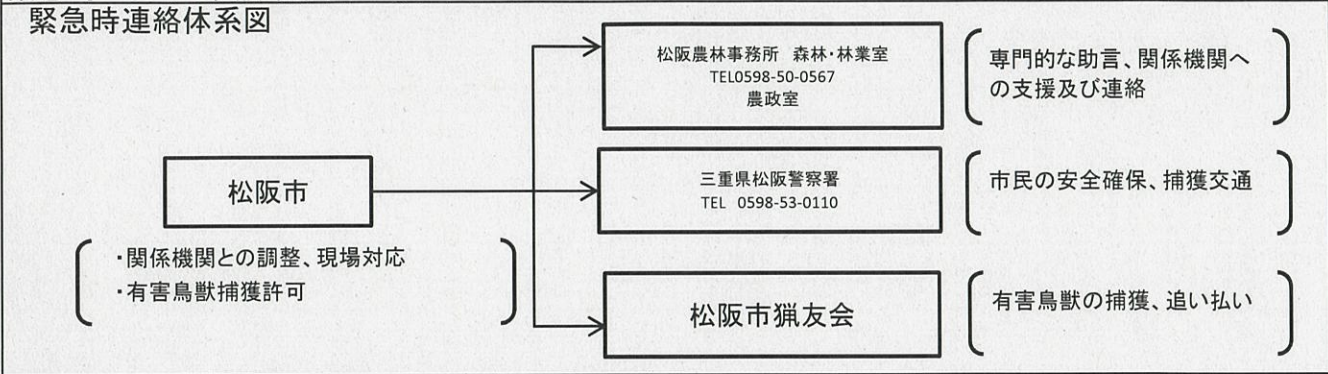 緊急時連絡体系図
松阪農林事務所　森林・林業室
TEL0598-50-0567
農政室
専門的な助言、関係機関へ
の支援及び連絡
松阪市
・関係機関との調整、現場対応
・有害鳥獣捕獲許可
三重県松阪警察署
TEL　0598-53-0110
市民の安全確保、捕獲交通
松阪市猟友会
有害鳥獣の捕獲、追い払い